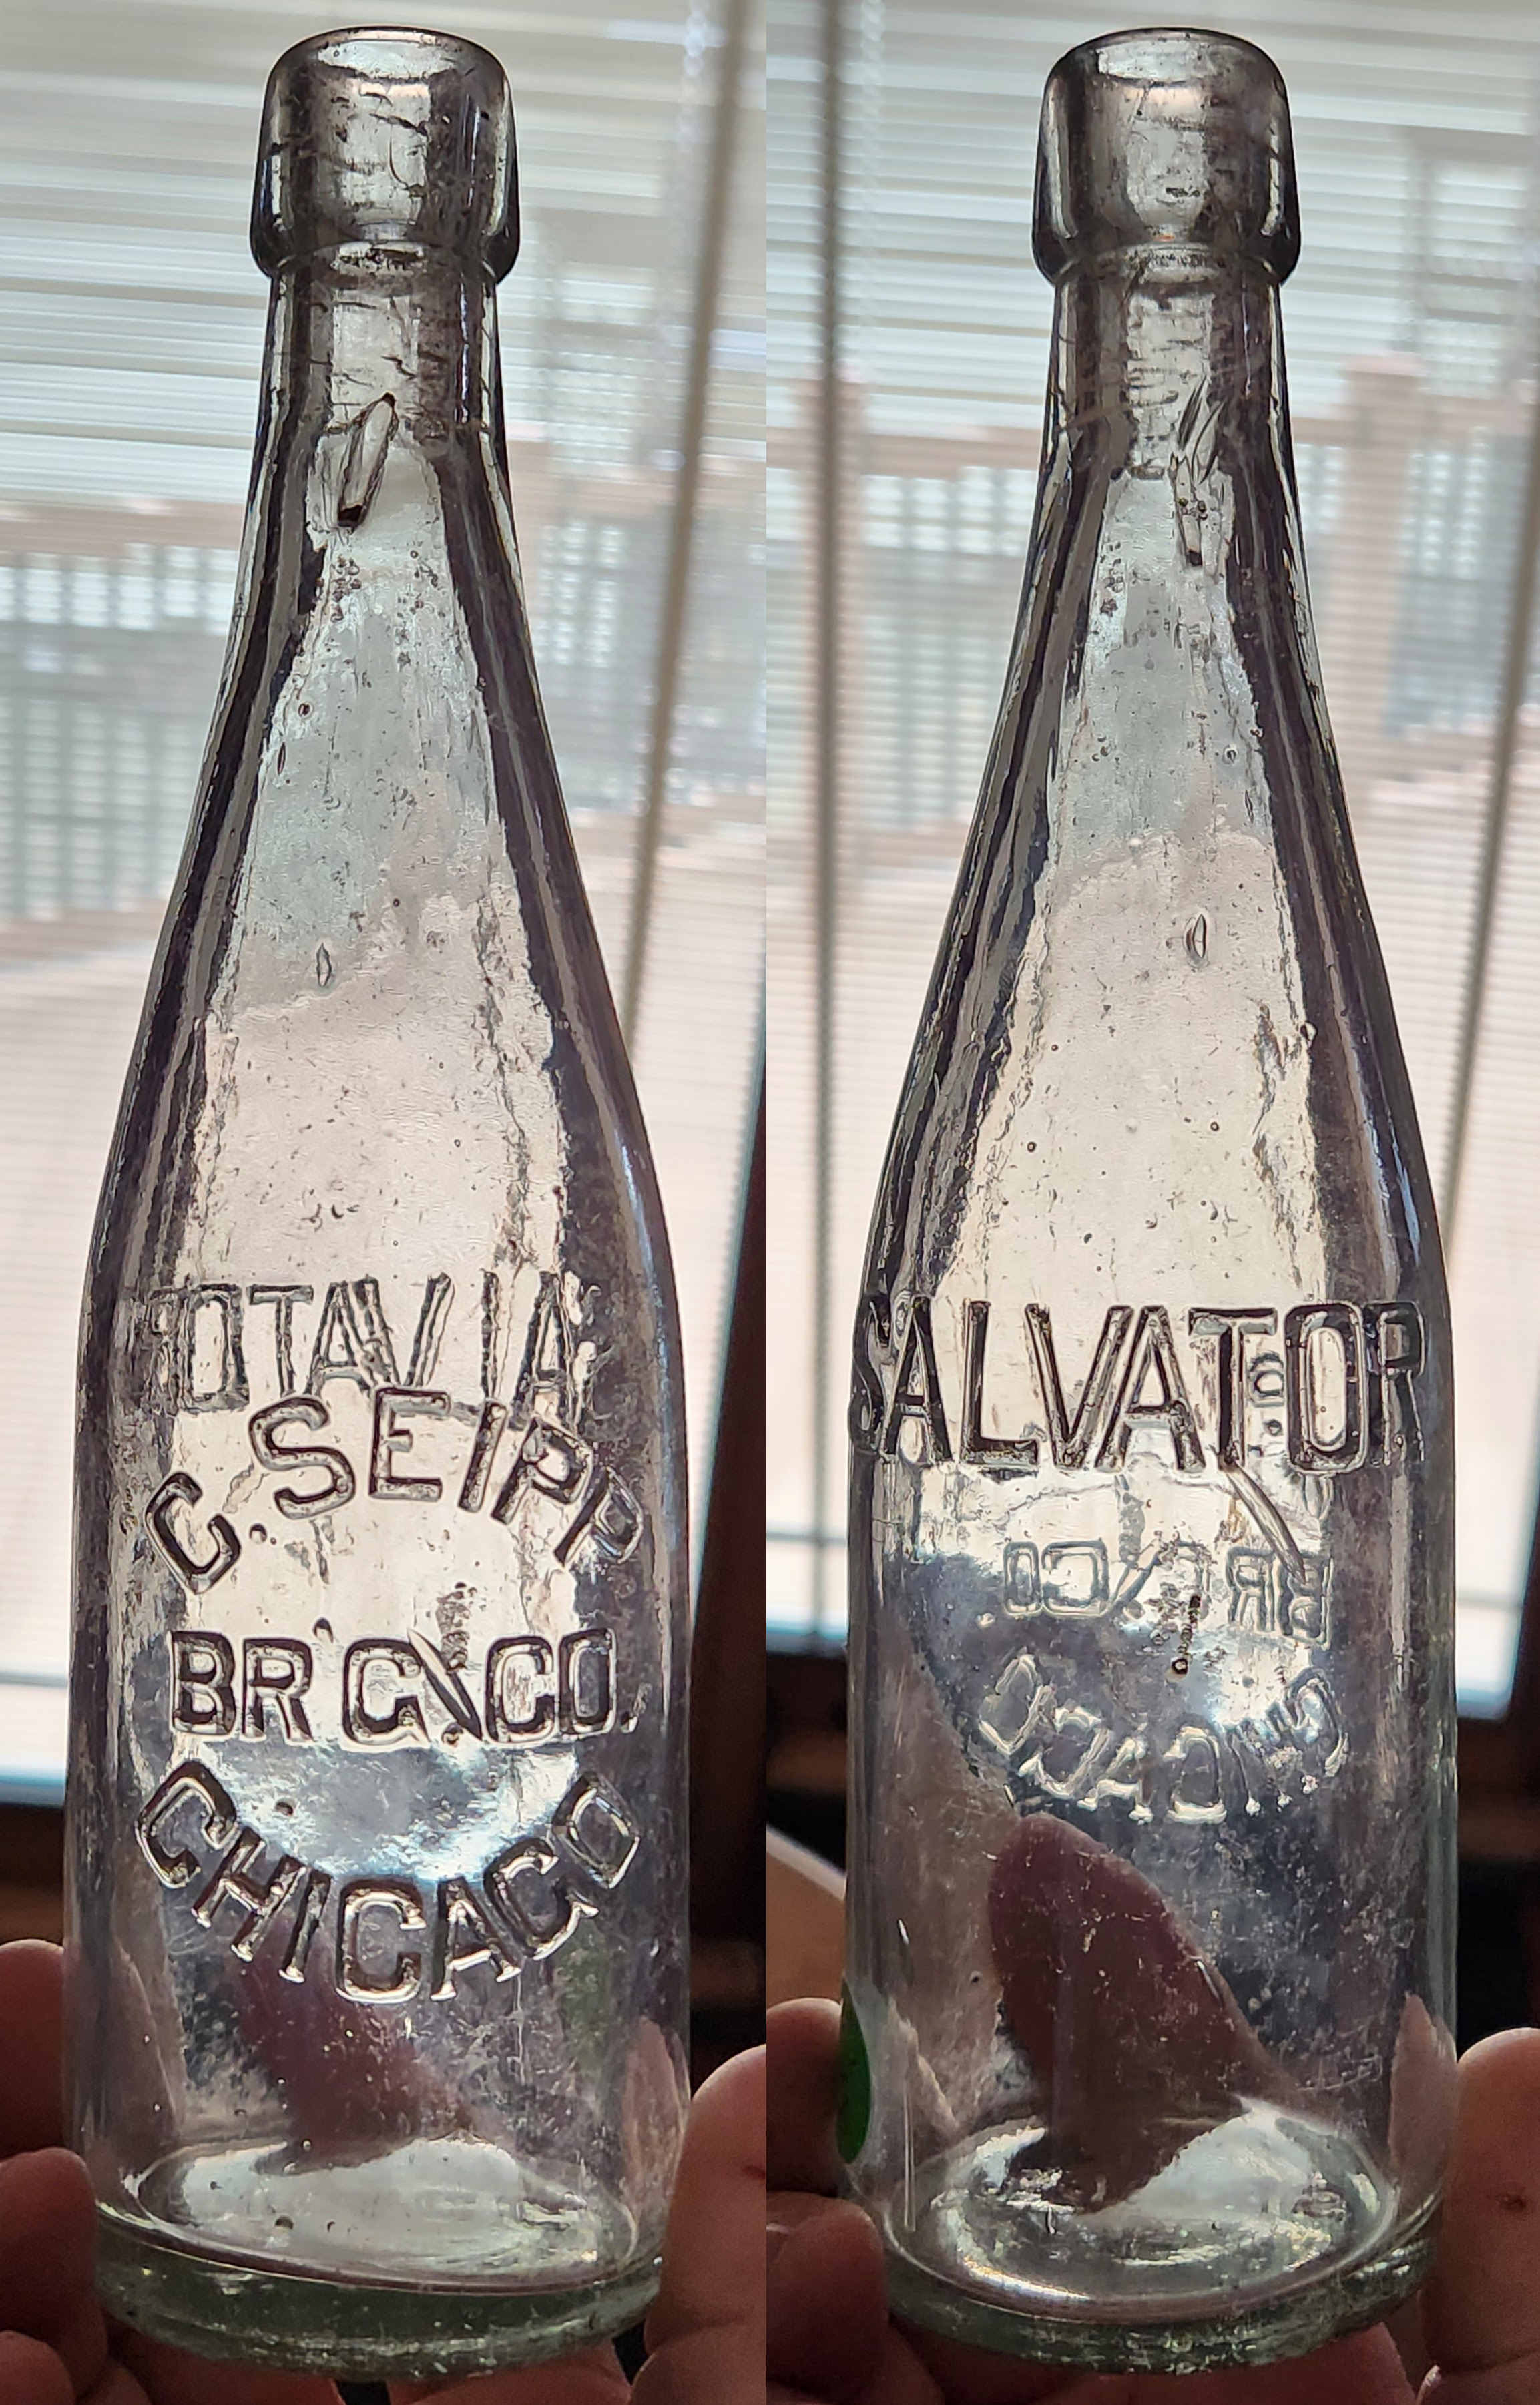 C. SEIPP
BR'G. CO.
CHICAGO
SALVATOR